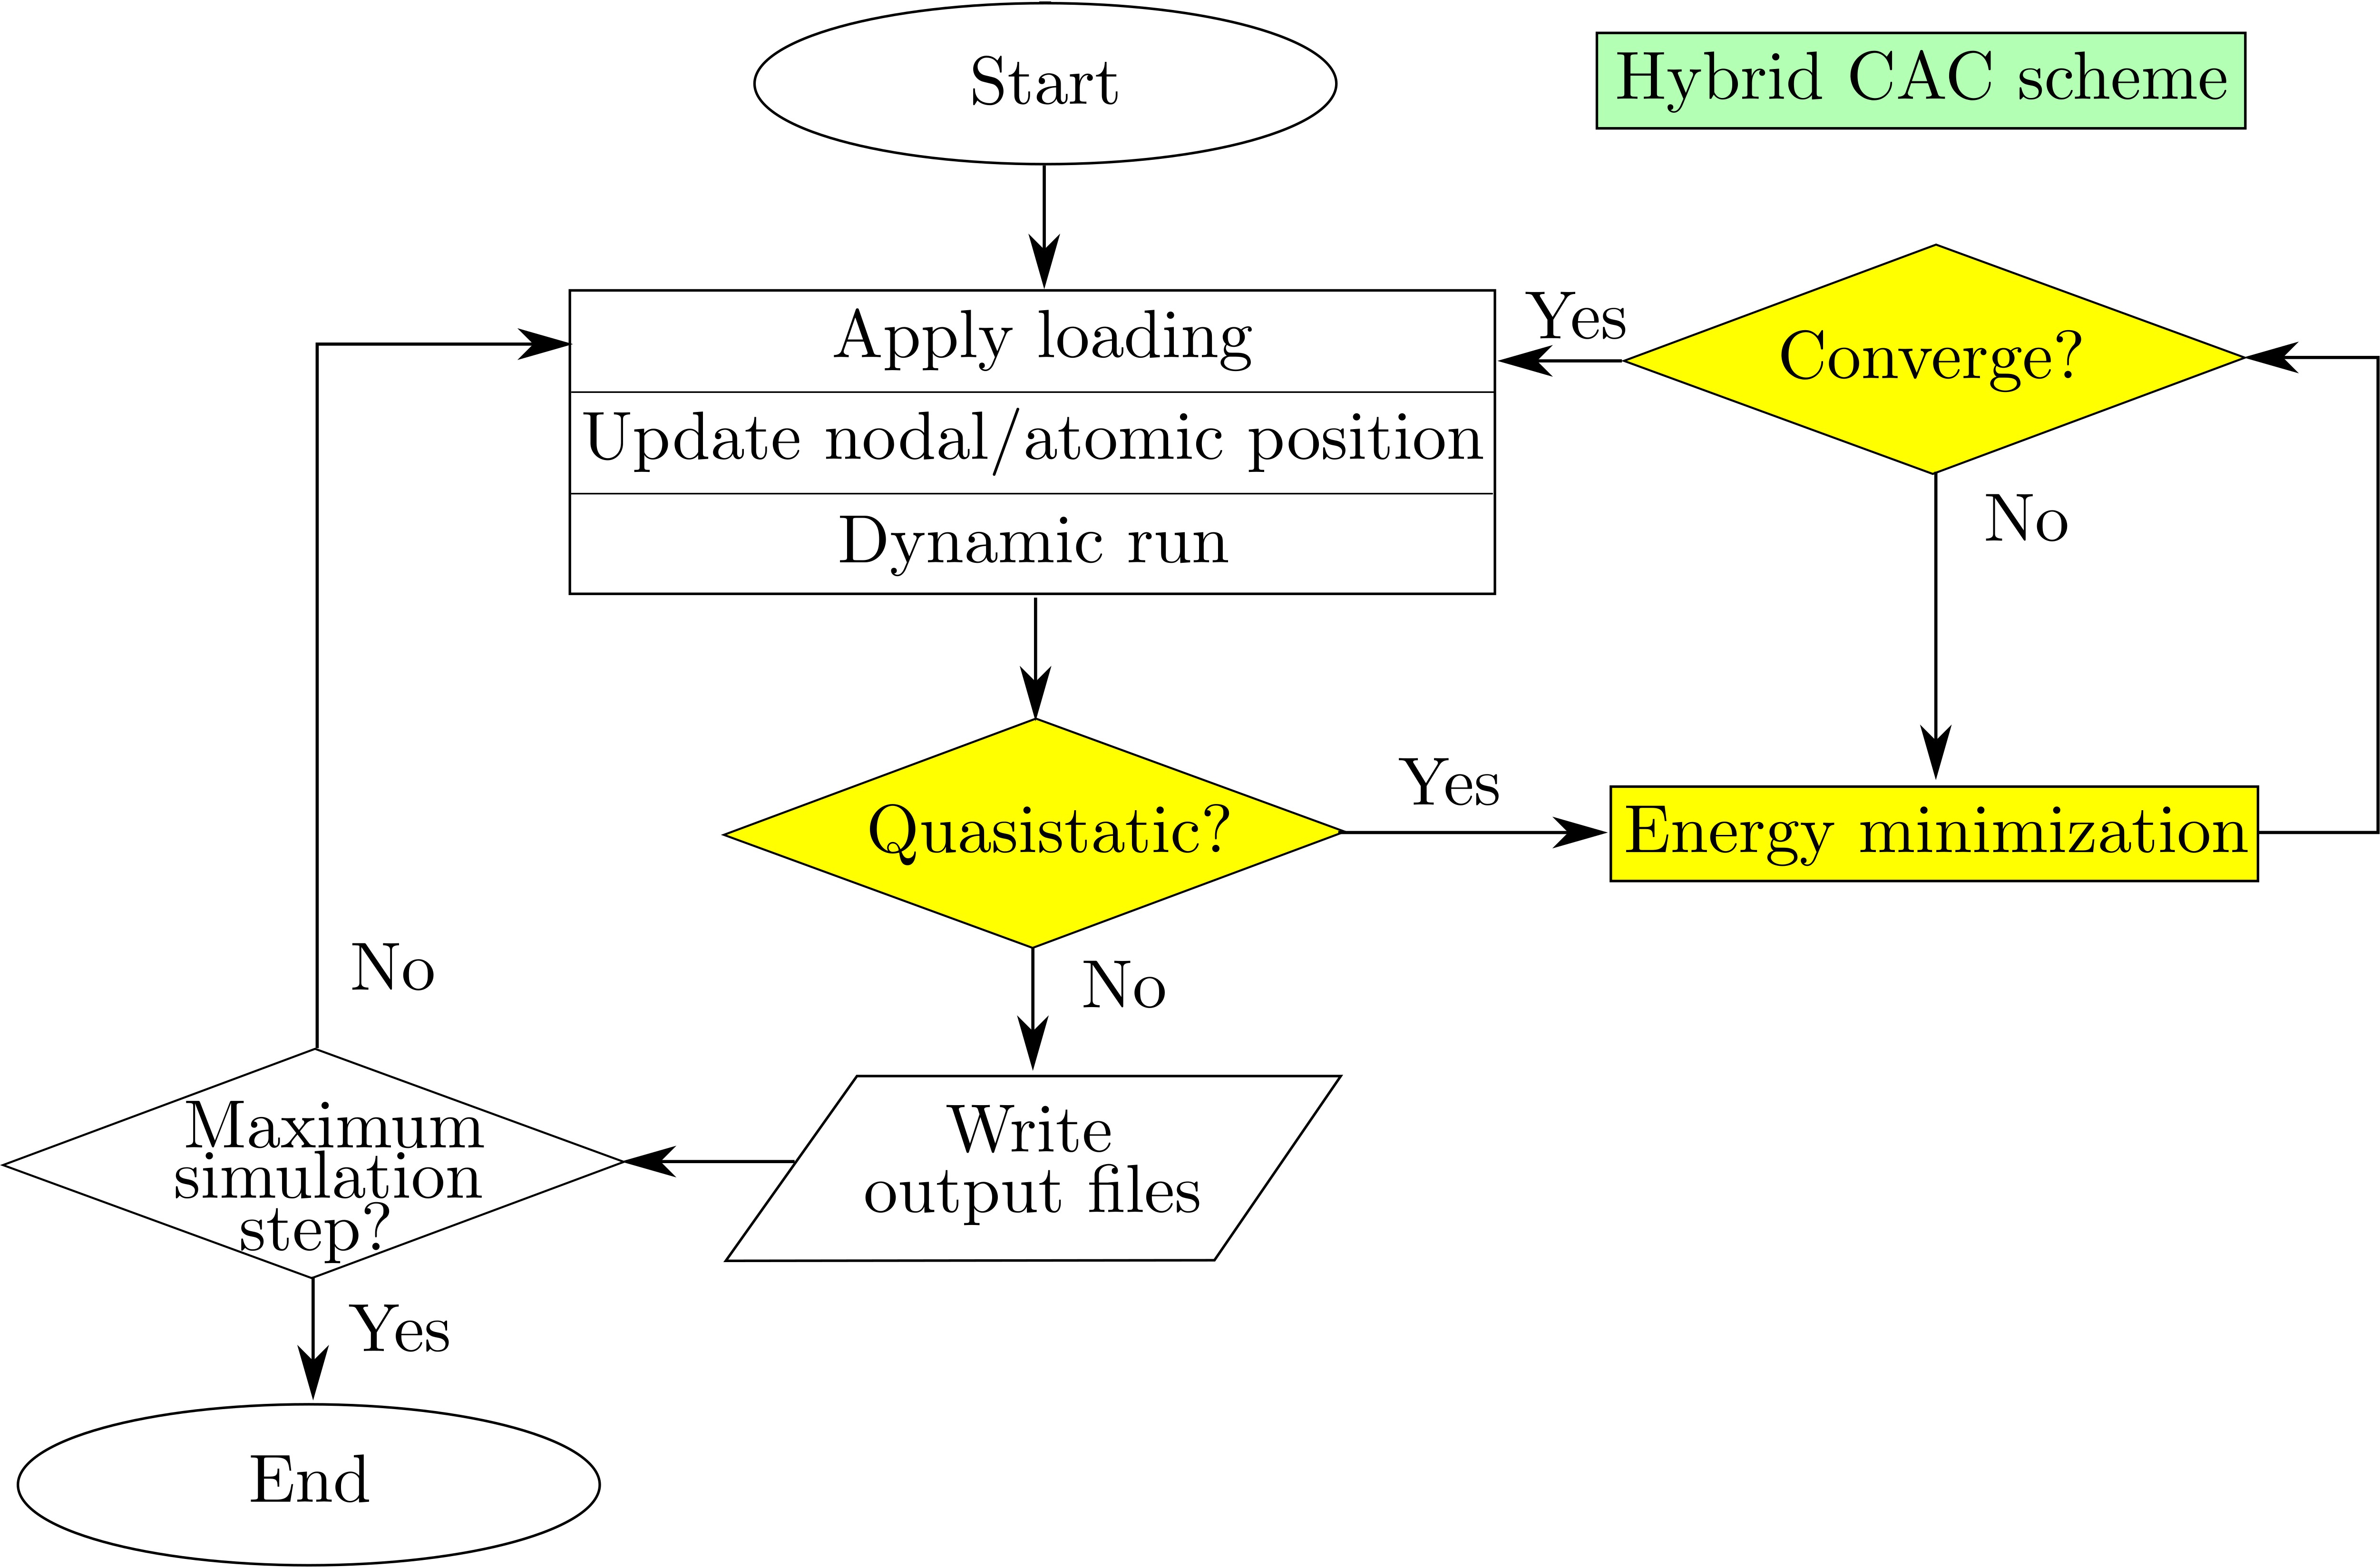 Start
Hybrid CAC scheme
Apply loading
Update nodal/atomic position
Dynamic run
Yes
Converge?
No
Quasistatic?
Yes
Energy minimization
No
No
Write
output files
Maximum
simulation
step?
Yes
End